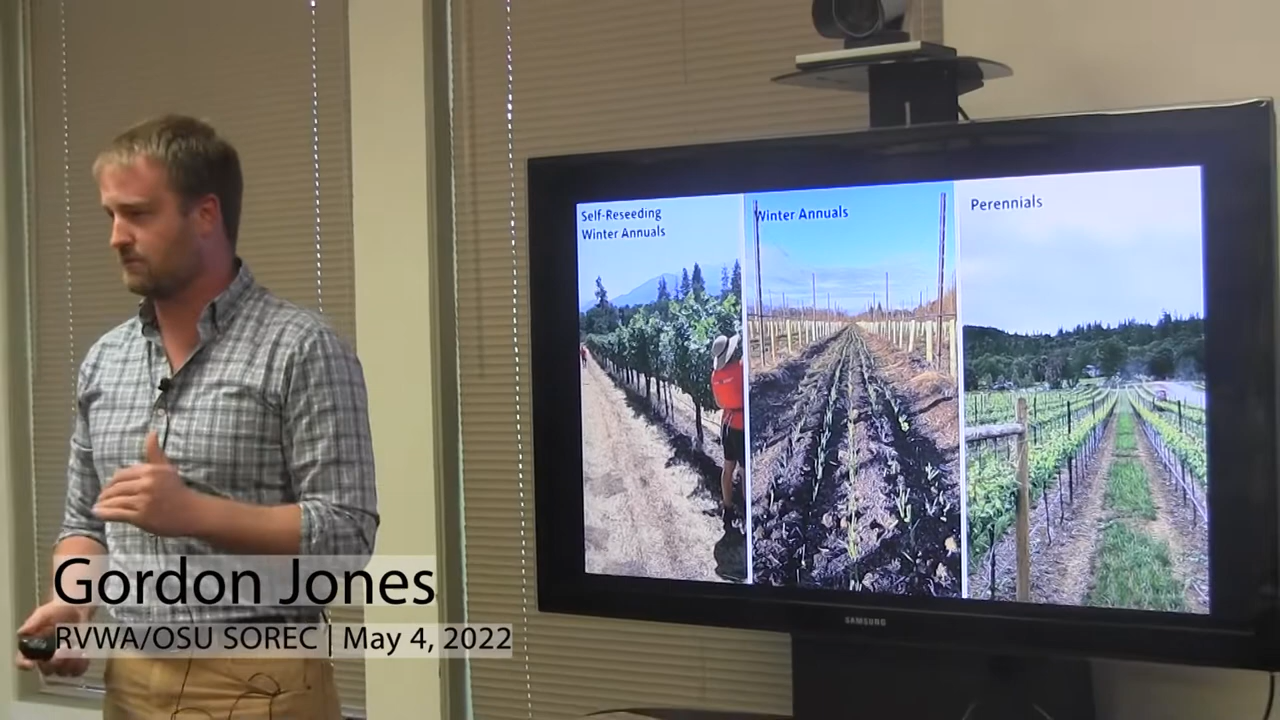 Self-Reseeding
Winter Annuals
Winter Annuals
Perennials
SAMSUNG
Gordon Jones
RVWA/OSU SOREC | May 4, 2022